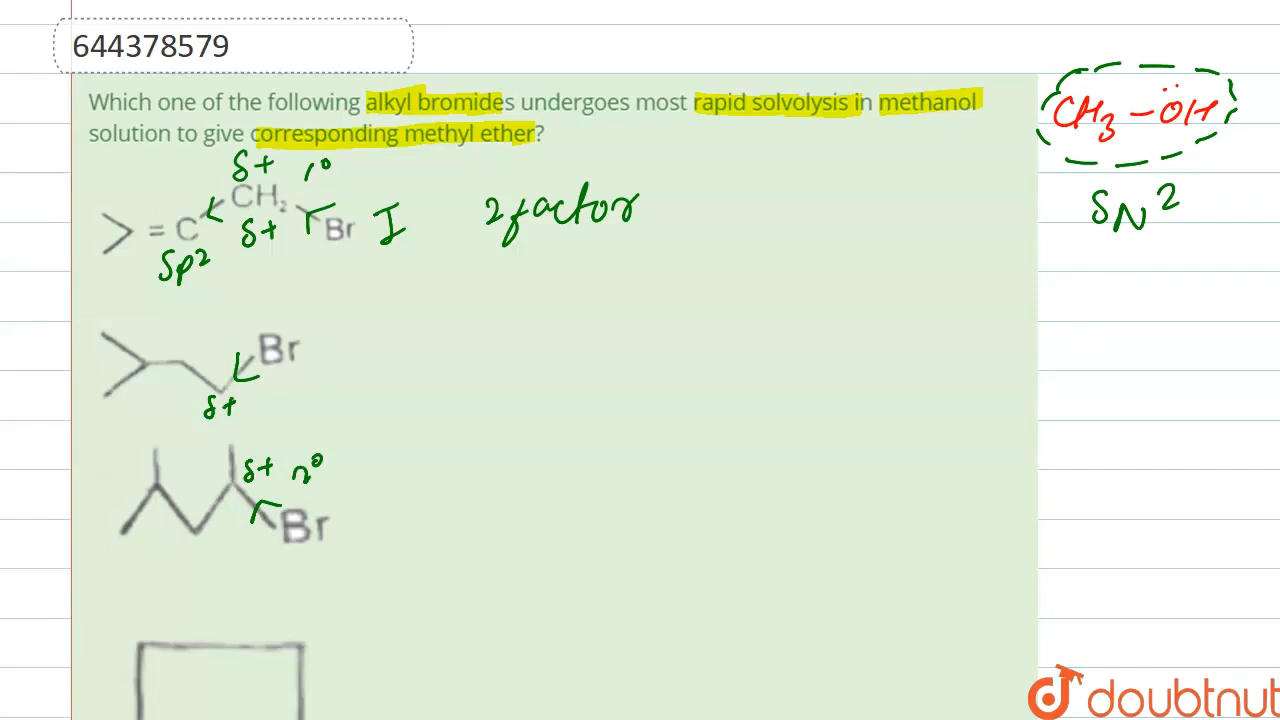 644378579
Which one of the following alkyl bromides undergoes most rapid solvolysis in methanol
solution to give corresponding methyl ether?
CH3 - ÖH
SN2
δ+ 1°
= C CH2 Br
δ+ I
sp2
2 factor
Br
δ+
δ+ 2°
Br
doubtnut